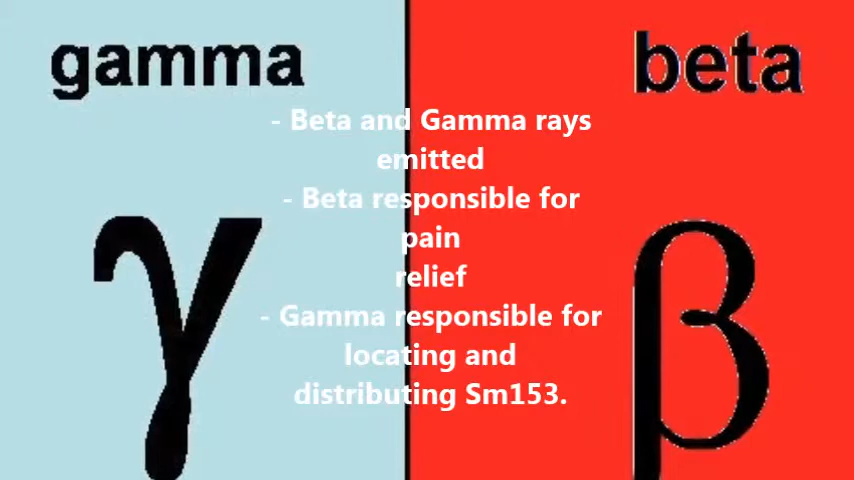 gamma
beta
- Beta and Gamma rays
emitted
- Beta responsible for
pain
relief
- Gamma responsible for
locating and
distributing Sm153.
γ
β